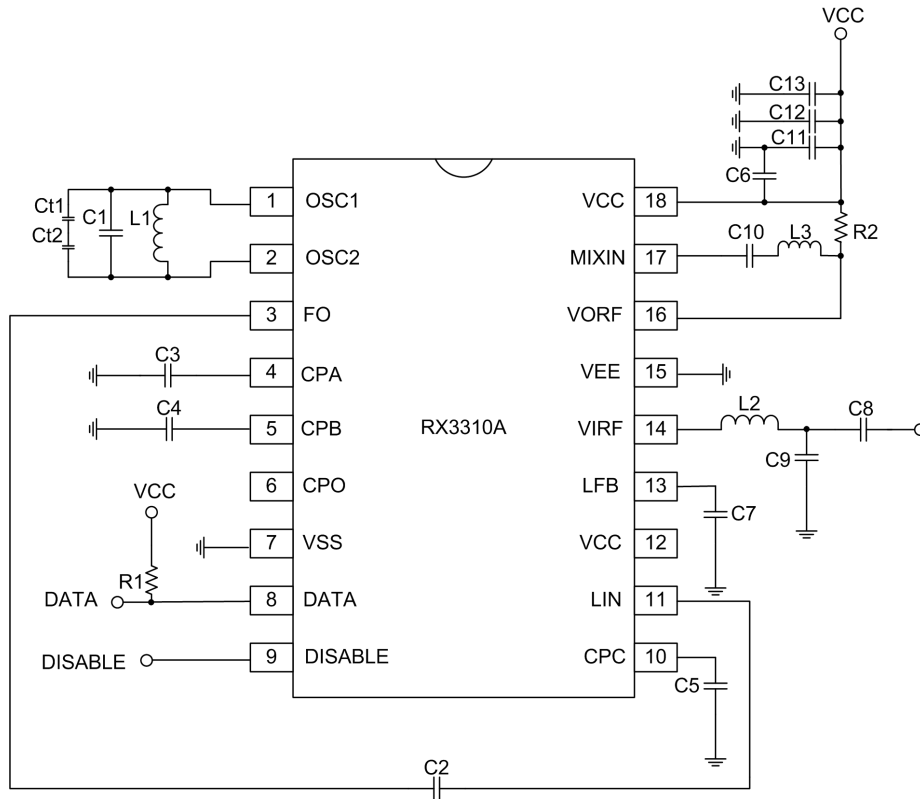 VCC
C13
C12
C11
C6
Ct1
C1
L1
Ct2
1 OSC1
VCC 18
R2
C10
L3
2 OSC2
MIXIN 17
3 FO
VORF 16
C3
4 CPA
VEE 15
C4
5 CPB
RX3310A
VIRF 14
L2
C8
C9
6 CPO
LFB 13
C7
VCC
7 VSS
VCC 12
R1
DATA
8 DATA
LIN 11
DISABLE
9 DISABLE
CPC 10
C5
C2